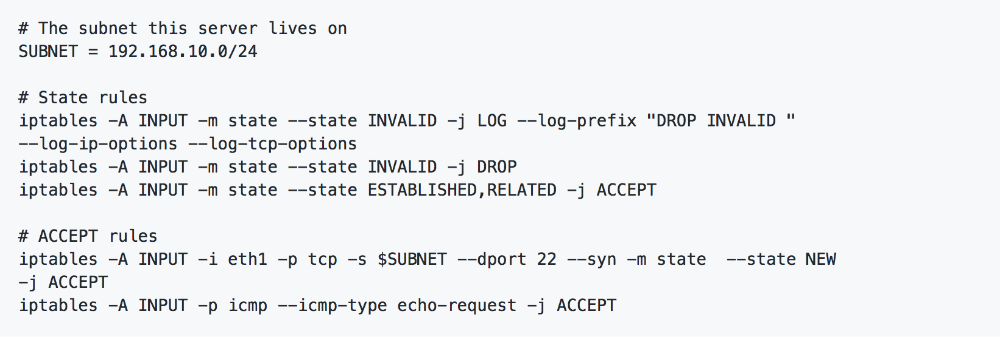 # The subnet this server lives on
SUBNET = 192.168.10.0/24
# State rules
iptables -A INPUT -m state --state INVALID -j LOG --log-prefix "DROP INVALID "
--log-ip-options --log-tcp-options
iptables -A INPUT -m state --state INVALID -j DROP
iptables -A INPUT -m state --state ESTABLISHED,RELATED -j ACCEPT
# ACCEPT rules
iptables -A INPUT -i eth1 -p tcp -s $SUBNET --dport 22 --syn -m state  --state NEW
-j ACCEPT
iptables -A INPUT -p icmp --icmp-type echo-request -j ACCEPT